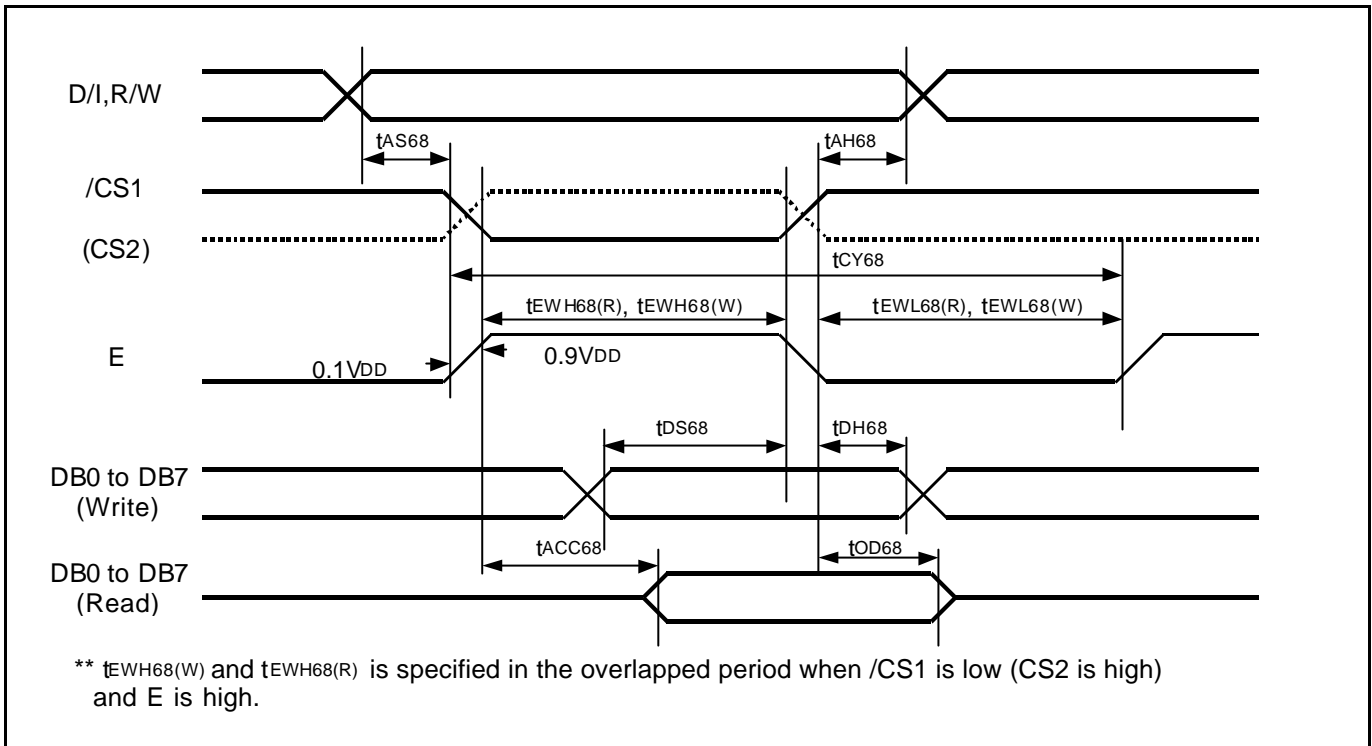 D/I,R/W
tAS68
tAH68
/CS1
(CS2)
tCY68
tEWH68(R), tEWH68(W)
tEWL68(R), tEWL68(W)
E
0.1VDD
0.9VDD
tDS68
tDH68
DB0 to DB7
(Write)
tACC68
tOD68
DB0 to DB7
(Read)
** tEWH68(W) and tEWH68(R) is specified in the overlapped period when /CS1 is low (CS2 is high)
and E is high.